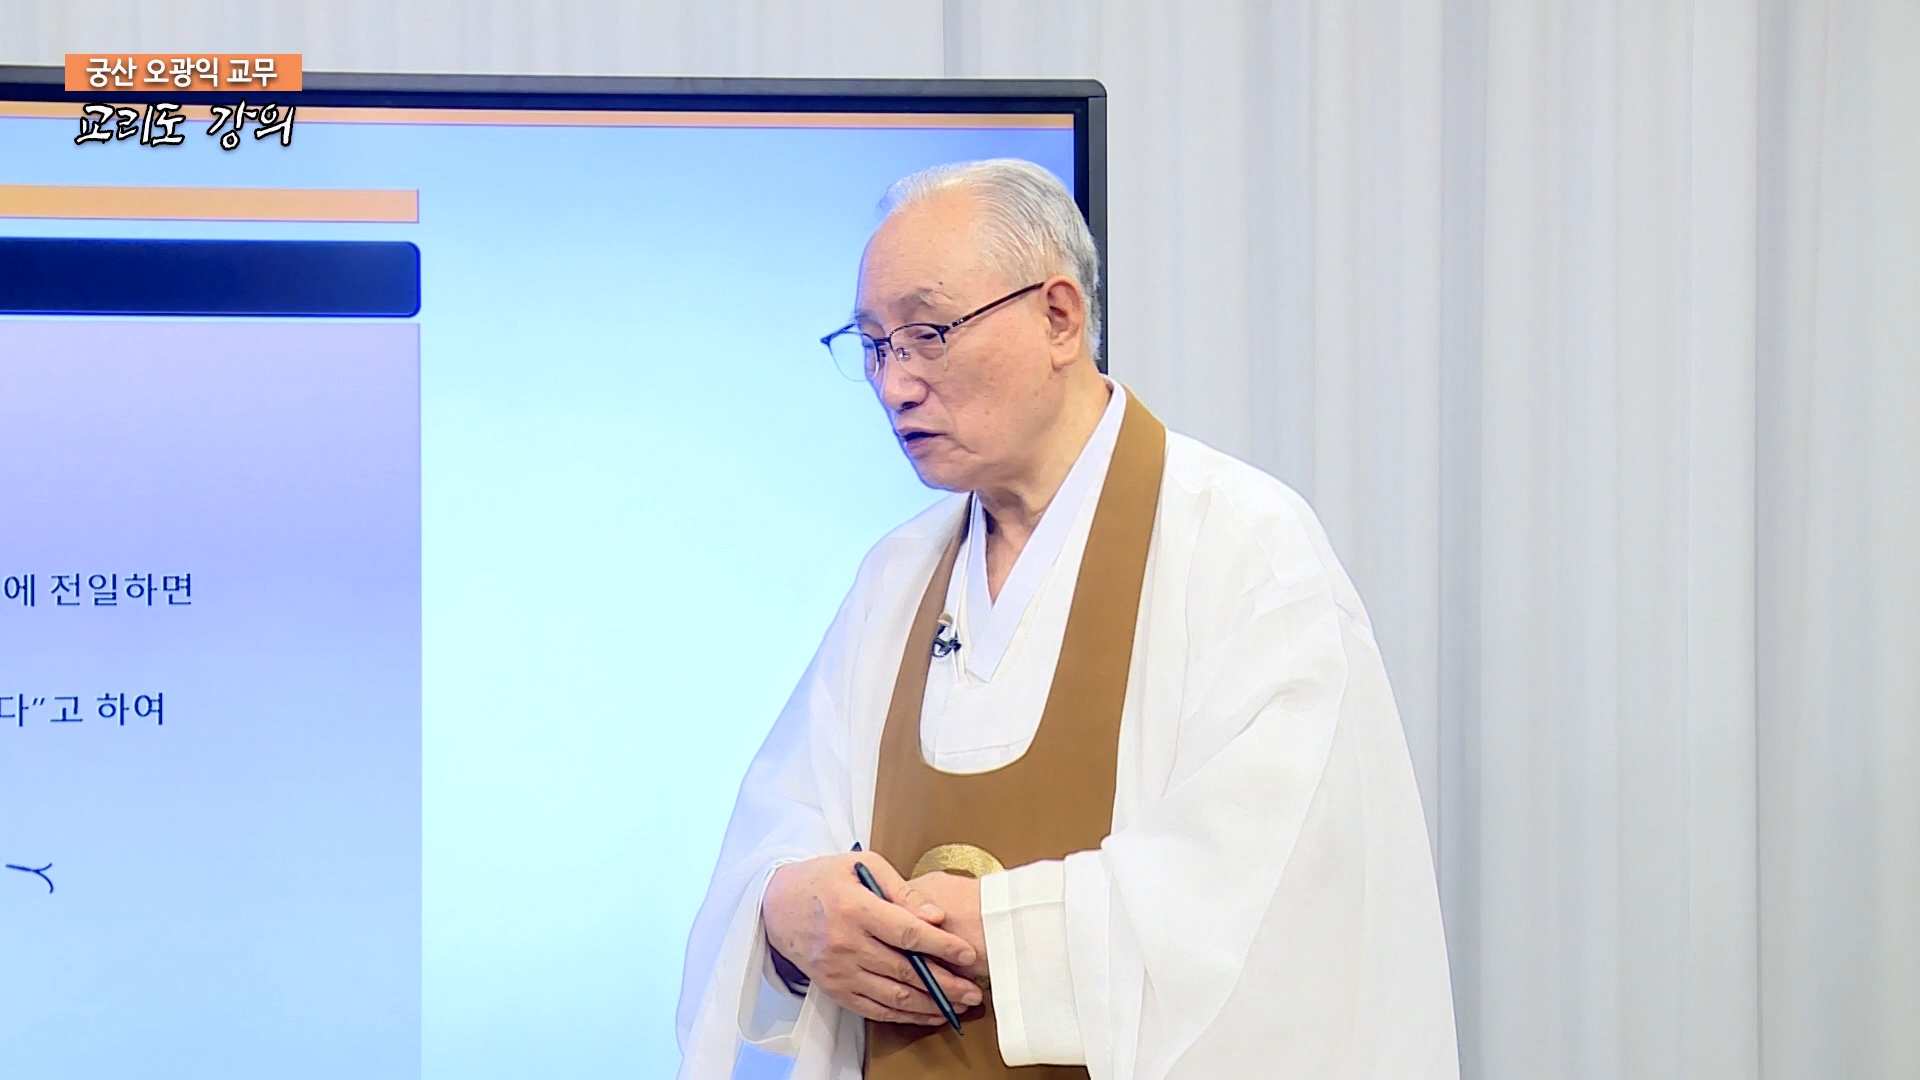 궁산 오광익 교무
교리도 강의
에 전일하면
다”고 하여